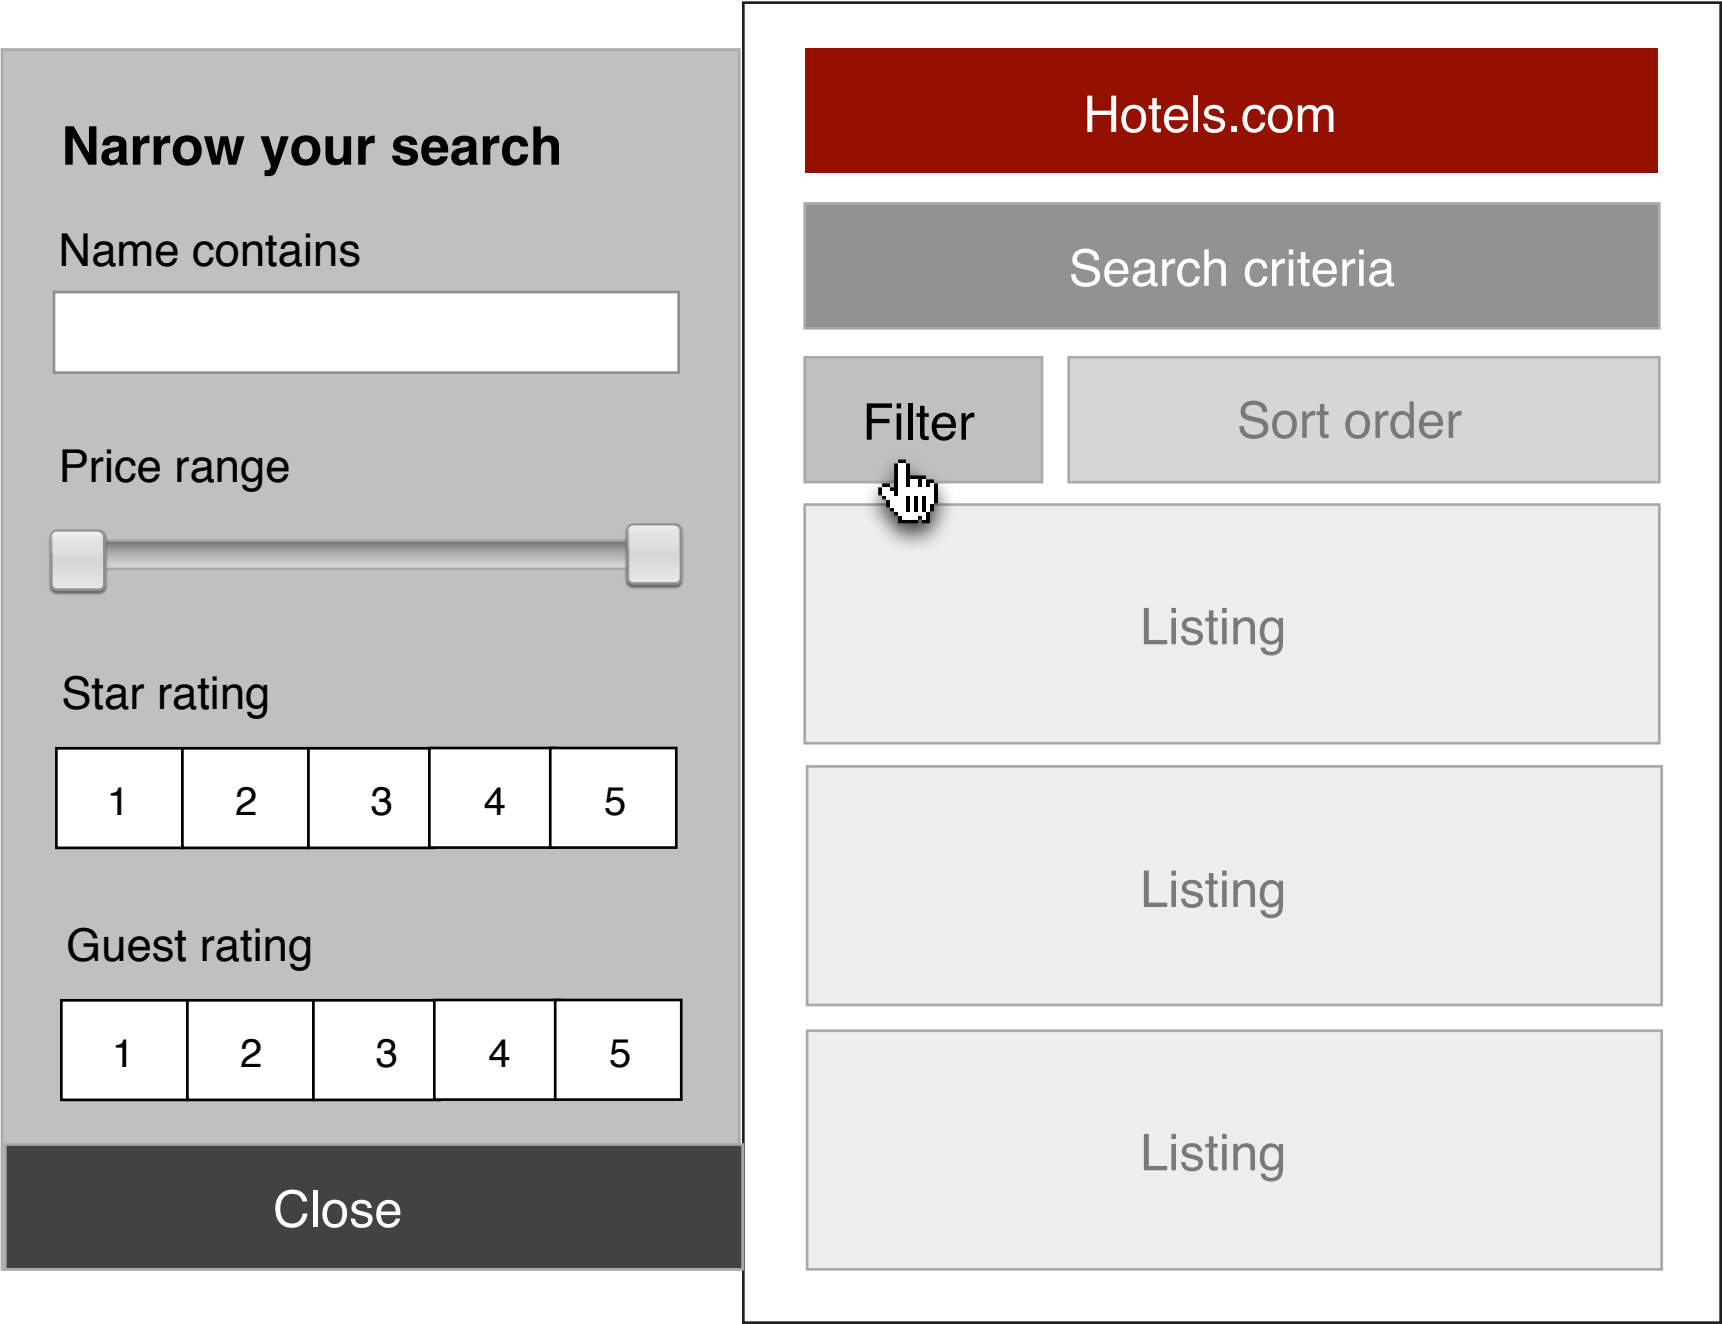 Narrow your search
Name contains
Price range
Star rating
1 2 3 4 5
Guest rating
1 2 3 4 5
Close
Hotels.com
Search criteria
Filter Sort order
Listing
Listing
Listing